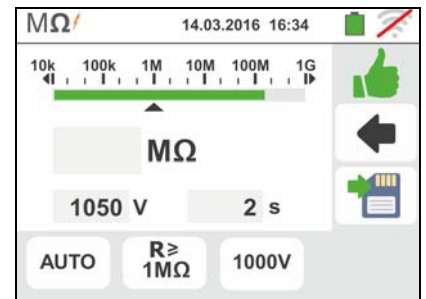 MΩ 14.03.2016 16:34
10k 100k 1M 10M 100M 1G
MΩ
1050 V 2 s
AUTO R≥ 1MΩ 1000V